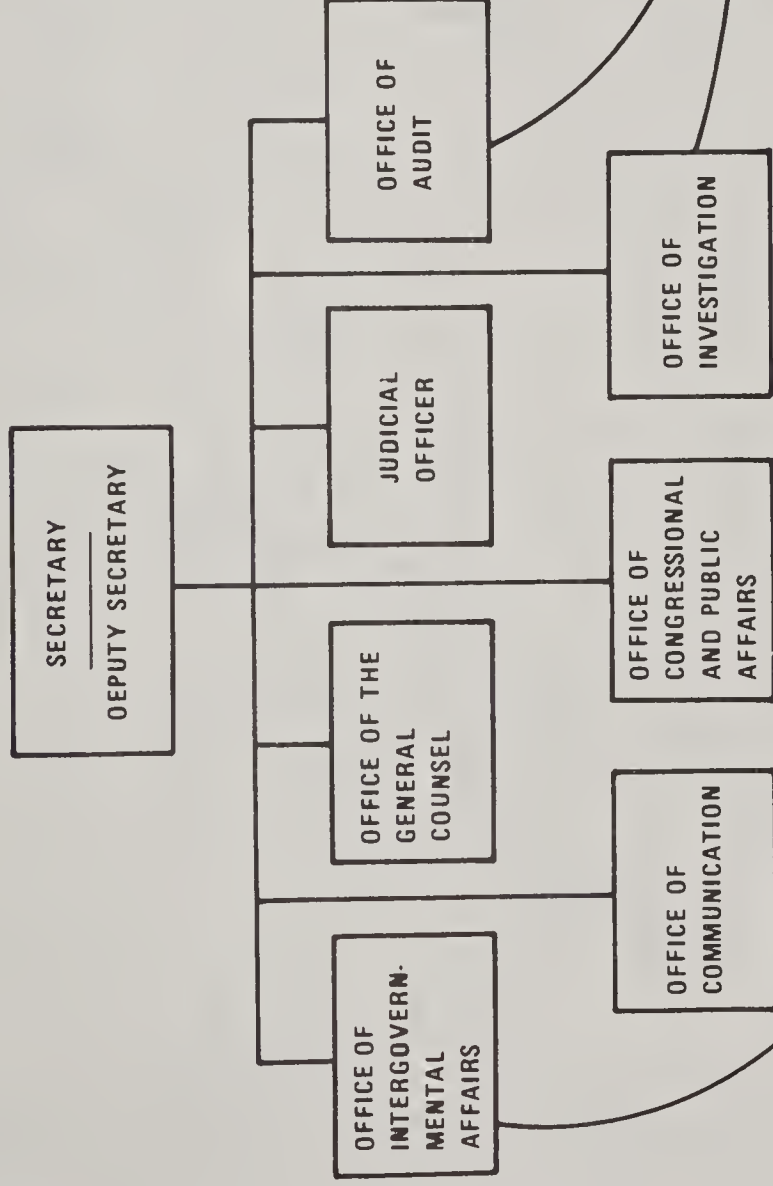 SECRETARY
DEPUTY SECRETARY
OFFICE OF
INTERGOVERN-
MENTAL
AFFAIRS
OFFICE OF THE
GENERAL
COUNSEL
JUDICIAL
OFFICER
OFFICE OF
AUDIT
OFFICE OF
COMMUNICATION
OFFICE OF
CONGRESSIONAL
AND PUBLIC
AFFAIRS
OFFICE OF
INVESTIGATION